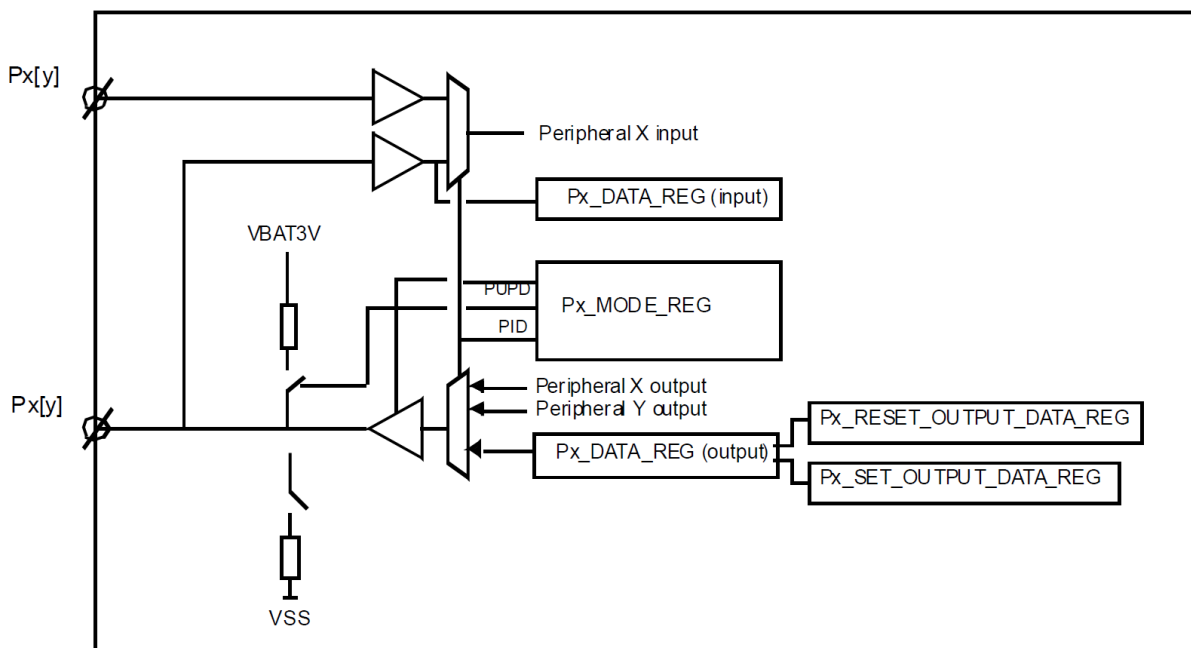 Px[y]
Peripheral X input
Px_DATA_REG (input)
VBAT3V
PUPD
Px_MODE_REG
PID
Peripheral X output
Px[y]
Peripheral Y output
Px_RESET_OUTPUT_DATA_REG
Px_DATA_REG (output)
Px_SET_OUTPUT_DATA_REG
VSS